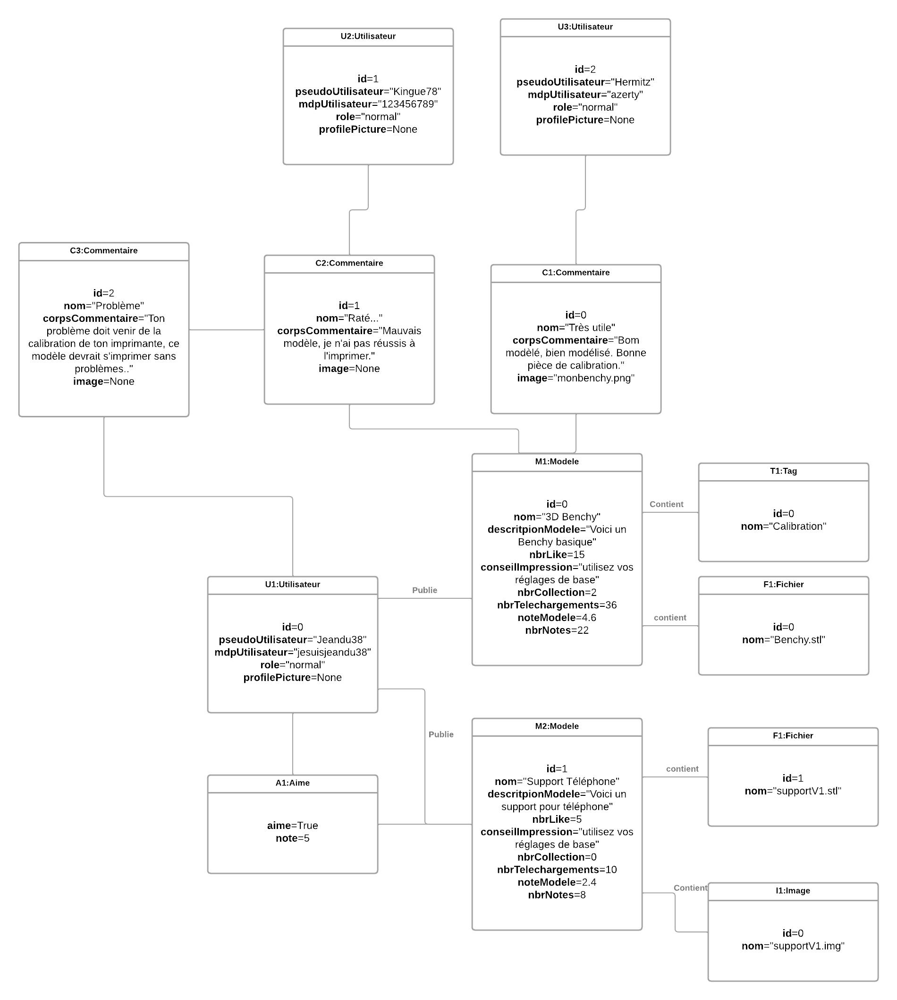 U2:Utilisateur
id=1
pseudoUtilisateur="Kingue78"
mdpUtilisateur="123456789"
role="normal"
profilePicture=None
U3:Utilisateur
id=2
pseudoUtilisateur="Hermitz"
mdpUtilisateur="azerty"
role="normal"
profilePicture=None
C3:Commentaire
id=2
nom="Problème"
corpsCommentaire="Ton
problème doit venir de la
calibration de ton imprimante, ce
modèle devrait s'imprimer sans
problèmes.."
image=None
C2:Commentaire
id=1
nom="Raté..."
corpsCommentaire="Mauvais
modèle, je n'ai pas réussis à
l'imprimer."
image=None
C1:Commentaire
id=0
nom="Très utile"
corpsCommentaire="Bom
modèlé, bien modélisé. Bonne
pièce de calibration."
image="monbenchy.png"
M1:Modele
id=0
nom="3D Benchy"
descritpionModele="Voici un
Benchy basique"
nbrLike=15
conseilImpression="utilisez vos
réglages de base"
nbrCollection=2
nbrTelechargements=36
noteModele=4.6
nbrNotes=22
Contient
T1:Tag
id=0
nom="Calibration"
contient
F1:Fichier
id=0
nom="Benchy.stl"
U1:Utilisateur
id=0
pseudoUtilisateur="Jeandu38"
mdpUtilisateur="jesuisjeandu38"
role="normal"
profilePicture=None
Publie
Publie
A1:Aime
aime=True
note=5
M2:Modele
id=1
nom="Support Téléphone"
descritpionModele="Voici un
support pour téléphone"
nbrLike=5
conseilImpression="utilisez vos
réglages de base"
nbrCollection=0
nbrTelechargements=10
noteModele=2.4
nbrNotes=8
contient
F1:Fichier
id=1
nom="supportV1.stl"
Contient
I1:Image
id=0
nom="supportV1.img"